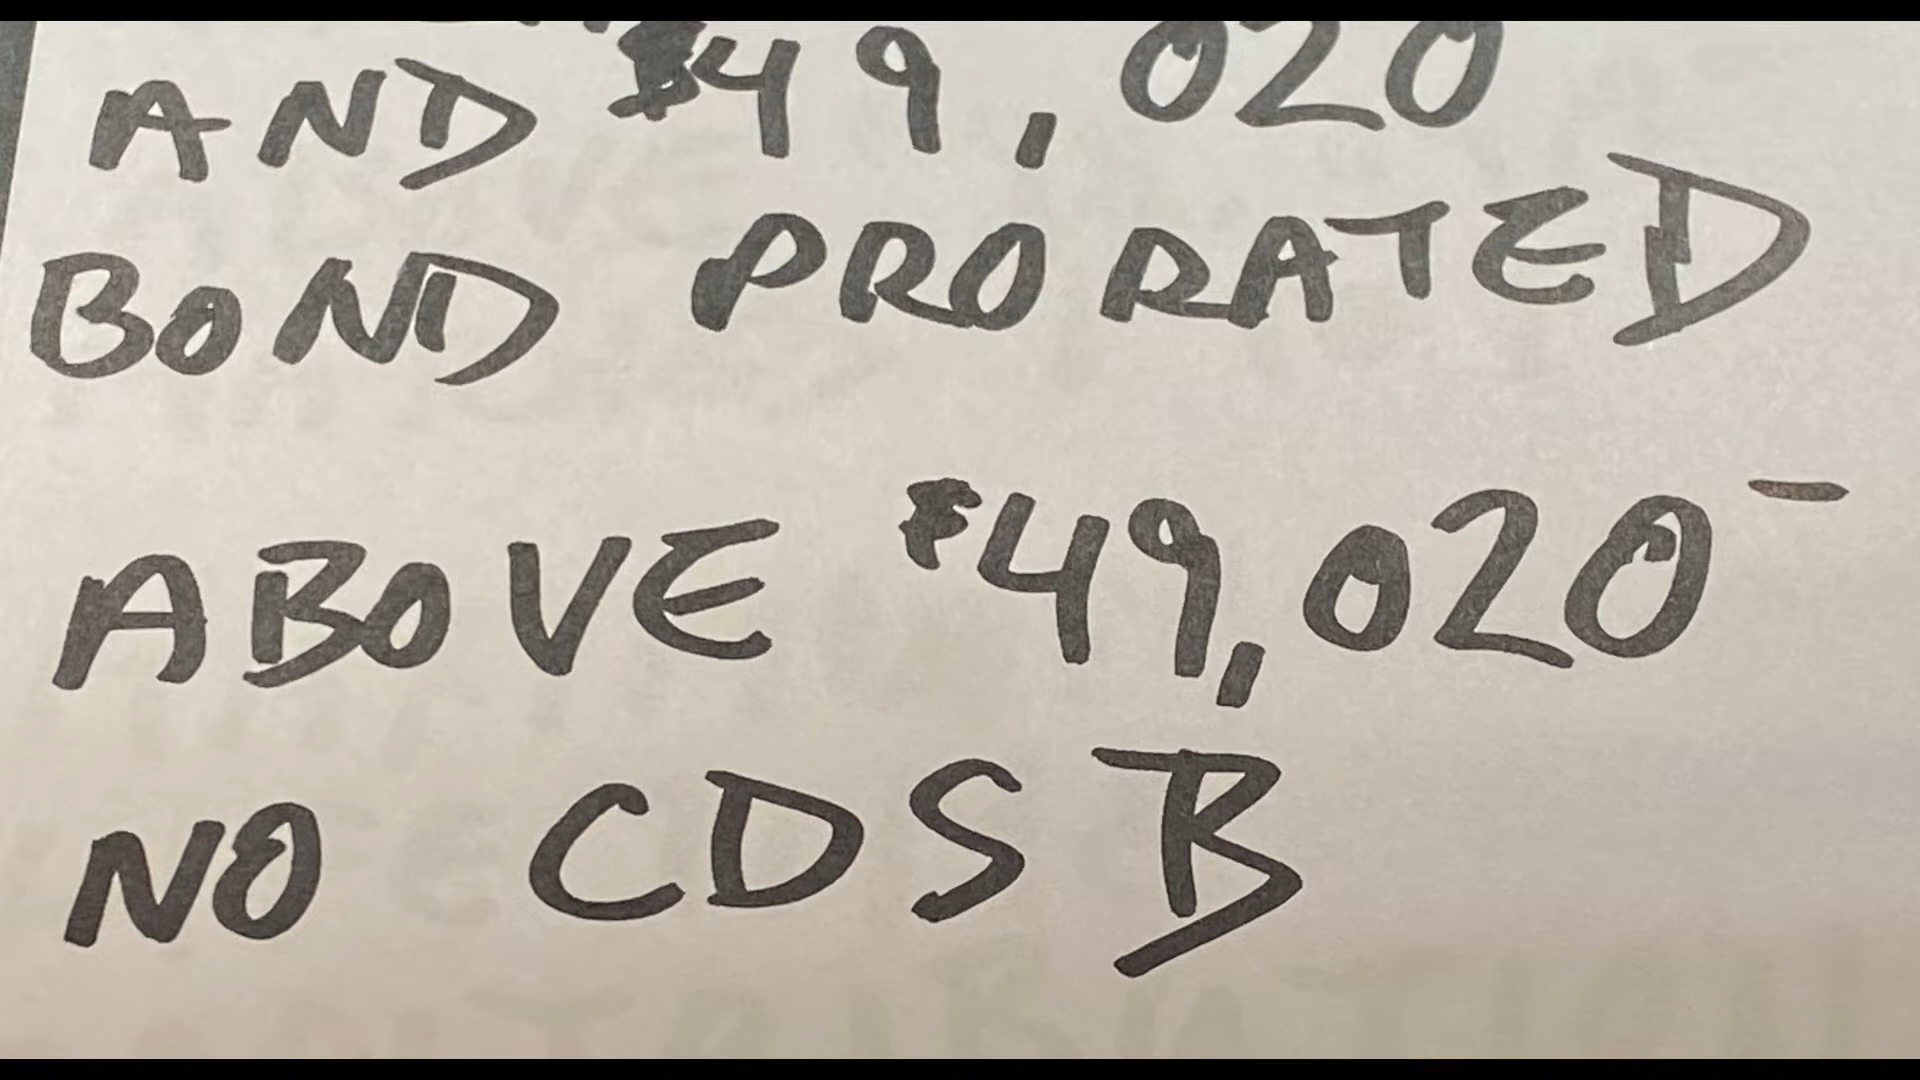 AND $49,020
BOND PRORATED
ABOVE $49,020-
NO CDSB